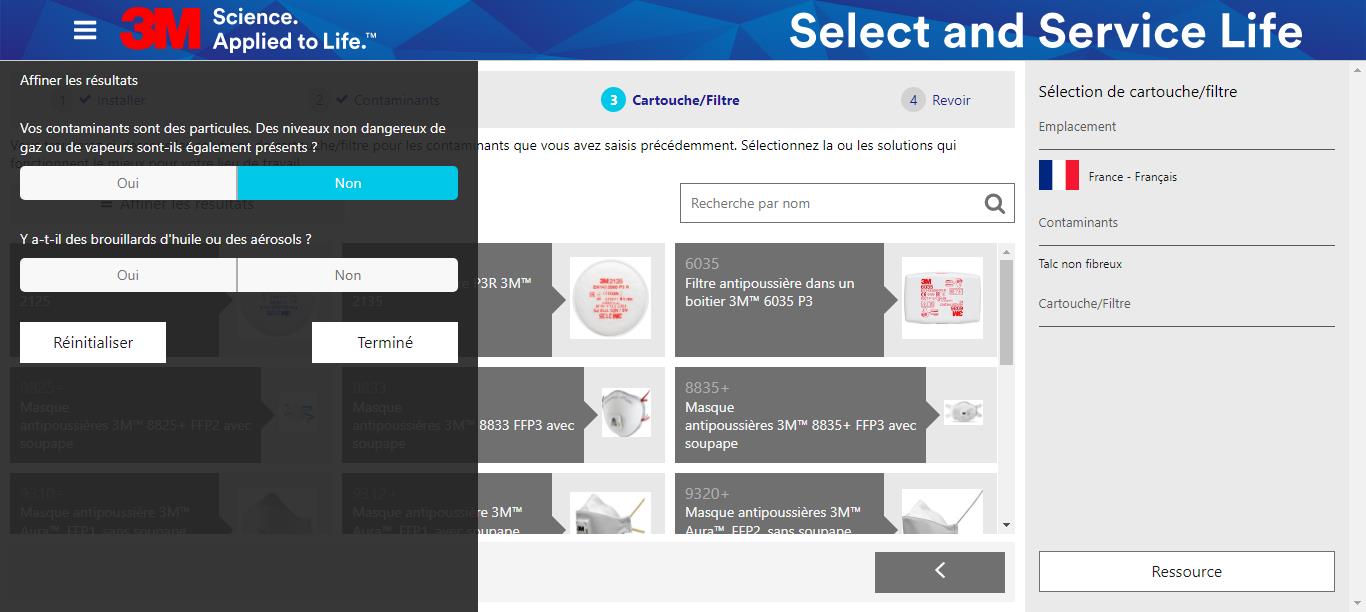 3M Science.
Applied to Life.™
Select and Service Life
Affiner les résultats
1 Installer
2 Contaminants
3 Cartouche/Filtre
4 Revoir
Vos contaminants sont des particules. Des niveaux non dangereux de
gaz ou de vapeurs sont-ils également présents ?
he/filtre pour les contaminants que vous avez saisis précédemment. Sélectionnez la ou les solutions qui
fonctionnent le mieux pour votre lieu de travail.
Oui
Non
Affiner les résultats
Recherche par nom
Y a-t-il des brouillards d'huile ou des aérosols ?
Oui
Non
Réinitialiser
Terminé
2125
P3R 3M™
2135
6035
Filtre antipoussière dans un
boitier 3M™ 6035 P3
8825+
Masque
antipoussières 3M™ 8825+ FFP2 avec
soupape
8833
Masque
antipoussières 3M™ 8833 FFP3 avec
soupape
8835+
Masque
antipoussières 3M™ 8835+ FFP3 avec
soupape
9310+
Masque antipoussières 3M™
Aura™, FFP1, sans soupape
9312+
Masque antipoussière 3M™
Aura™, FFP1, avec soupape
9320+
Masque antipoussières 3M™
Aura™, FFP2, sans soupape
Sélection de cartouche/filtre
Emplacement
France - Français
Contaminants
Talc non fibreux
Cartouche/Filtre
Ressource